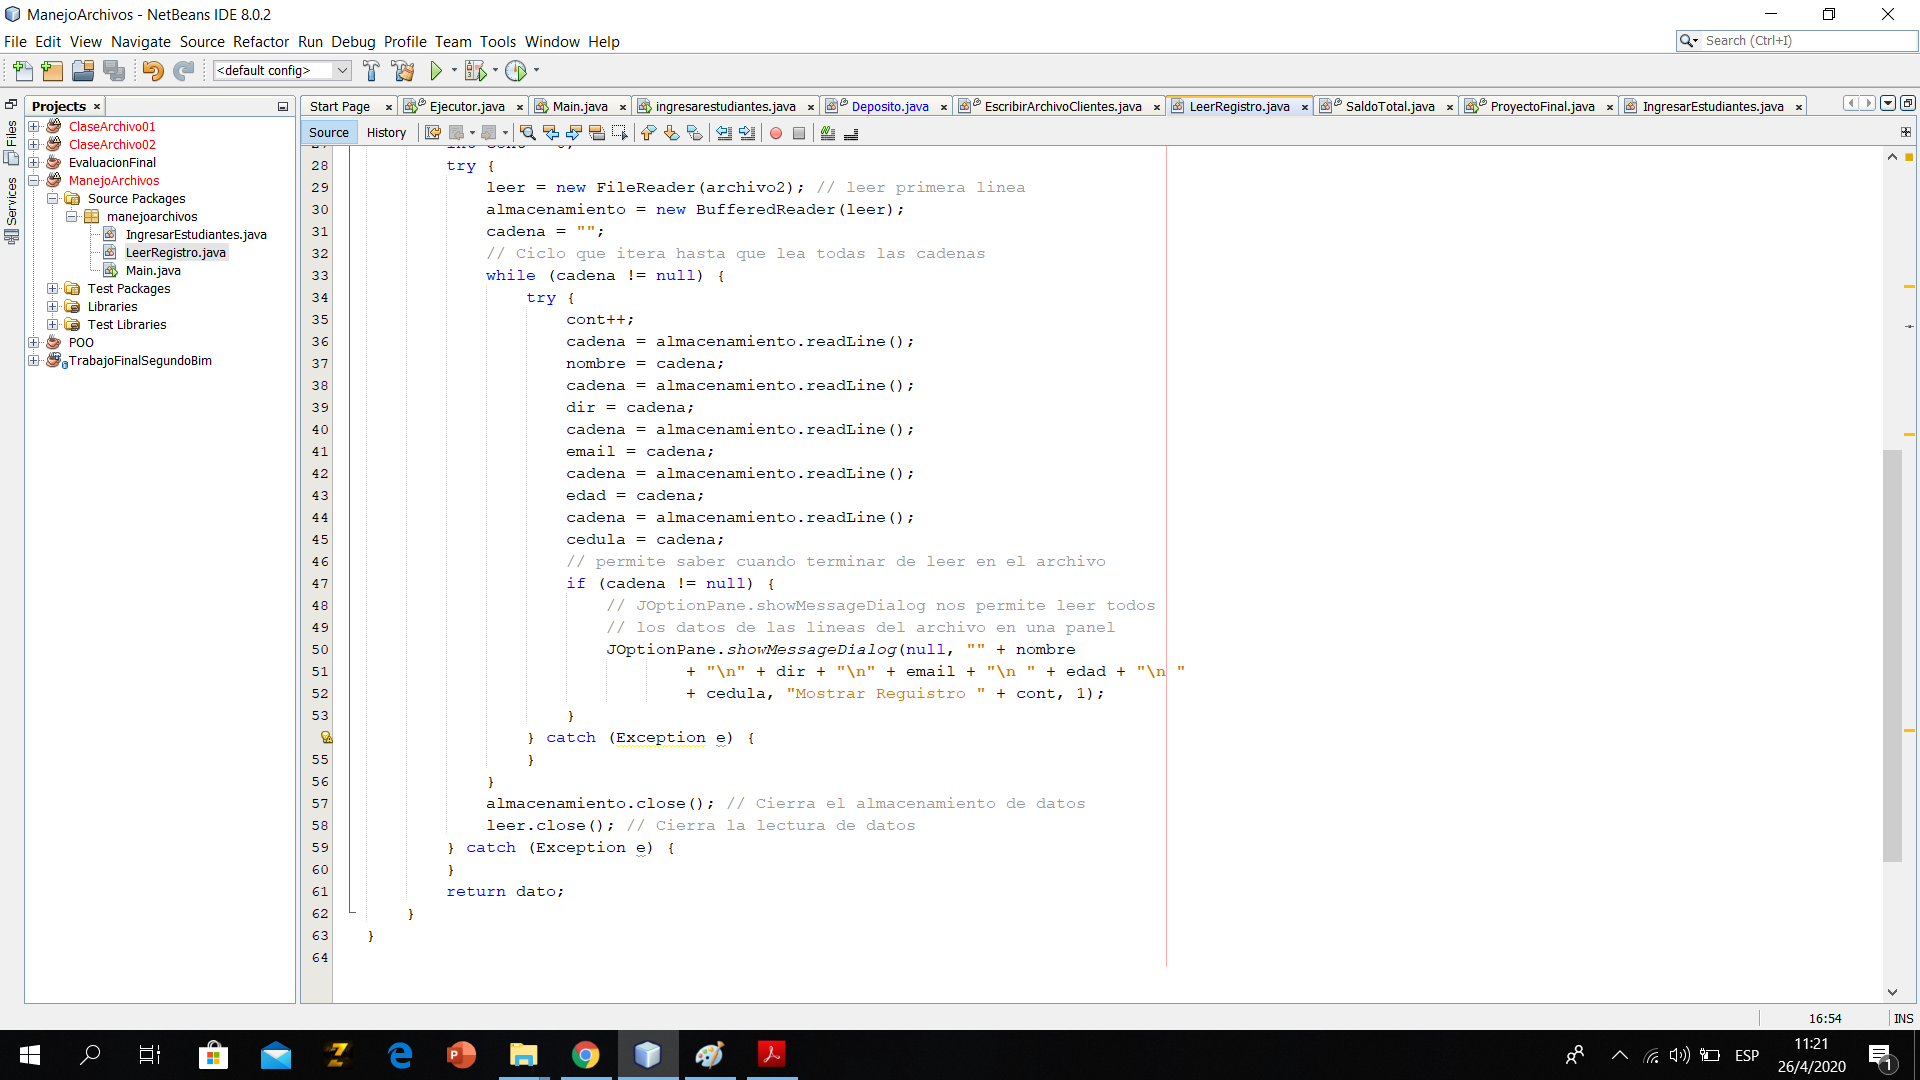 ManejoArchivos - NetBeans IDE 8.0.2
File Edit View Navigate Source Refactor Run Debug Profile Team Tools Window Help
Search (Ctrl+I)
<default config>
Files
Services
Projects
ClaseArchivo01
ClaseArchivo02
EvaluacionFinal
ManejoArchivos
Source Packages
manejoarchivos
IngresarEstudiantes.java
LeerRegistro.java
Main.java
Test Packages
Libraries
Test Libraries
POO
TrabajoFinalSegundoBim
Start Page Ejecutor.java Main.java ingresarestudiantes.java Deposito.java EscribirArchivoClientes.java LeerRegistro.java SaldoTotal.java ProyectoFinal.java IngresarEstudiantes.java
Source History
28 try {
29 leer = new FileReader(archivo2); // leer primera linea
30 almacenamiento = new BufferedReader(leer);
31 cadena = "";
32 // Ciclo que itera hasta que lea todas las cadenas
33 while (cadena != null) {
34 try {
35 cont++;
36 cadena = almacenamiento.readLine();
37 nombre = cadena;
38 cadena = almacenamiento.readLine();
39 dir = cadena;
40 cadena = almacenamiento.readLine();
41 email = cadena;
42 cadena = almacenamiento.readLine();
43 edad = cadena;
44 cadena = almacenamiento.readLine();
45 cedula = cadena;
46 // permite saber cuando terminar de leer en el archivo
47 if (cadena != null) {
48 // JOptionPane.showMessageDialog nos permite leer todos
49 // los datos de las lineas del archivo en una panel
50 JOptionPane.showMessageDialog(null, "" + nombre
51 + "\n" + dir + "\n" + email + "\n " + edad + "\n "
52 + cedula, "Mostrar Reguistro " + cont, 1);
53 }
} catch (Exception e) {
55 }
56 }
57 almacenamiento.close(); // Cierra el almacenamiento de datos
58 leer.close(); // Cierra la lectura de datos
59 } catch (Exception e) {
60 }
61 return dato;
62 }
63 }
64
16:54 INS
ESP
11:21
26/4/2020
1